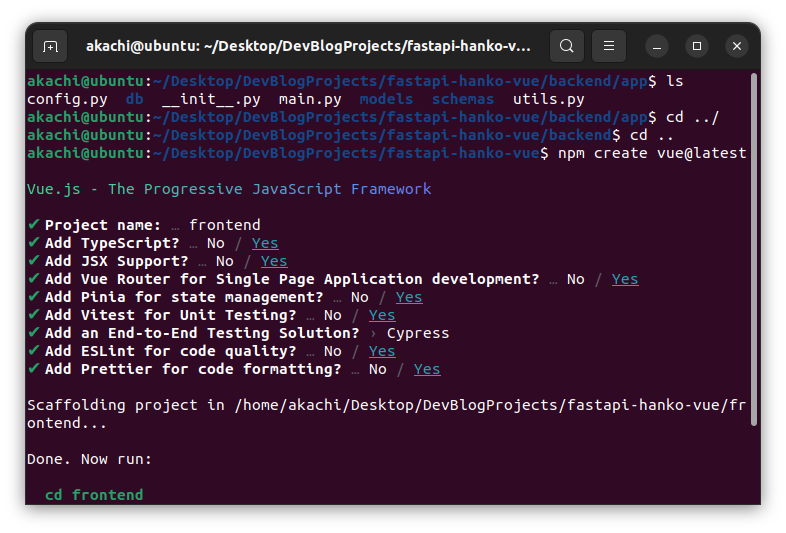 akachi@ubuntu: ~/Desktop/DevBlogProjects/fastapi-hanko-v...
akachi@ubuntu:~/Desktop/DevBlogProjects/fastapi-hanko-vue/backend/app$ ls
config.py  db  __init__.py  main.py  models  schemas  utils.py
akachi@ubuntu:~/Desktop/DevBlogProjects/fastapi-hanko-vue/backend/app$ cd ../
akachi@ubuntu:~/Desktop/DevBlogProjects/fastapi-hanko-vue/backend$ cd ..
akachi@ubuntu:~/Desktop/DevBlogProjects/fastapi-hanko-vue$ npm create vue@latest
Vue.js - The Progressive JavaScript Framework
✔ Project name: … frontend
✔ Add TypeScript? … No / Yes
✔ Add JSX Support? … No / Yes
✔ Add Vue Router for Single Page Application development? … No / Yes
✔ Add Pinia for state management? … No / Yes
✔ Add Vitest for Unit Testing? … No / Yes
✔ Add an End-to-End Testing Solution? › Cypress
✔ Add ESLint for code quality? … No / Yes
✔ Add Prettier for code formatting? … No / Yes
Scaffolding project in /home/akachi/Desktop/DevBlogProjects/fastapi-hanko-vue/fr
ontend...
Done. Now run:
cd frontend